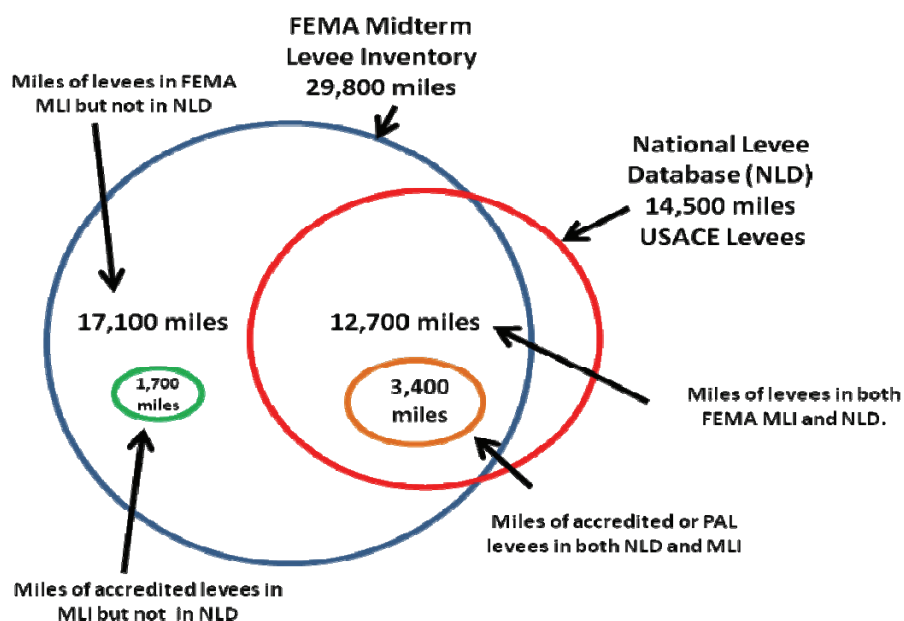 FEMA Midterm
Levee Inventory
29,800 miles
Miles of levees in FEMA
MLI but not in NLD
National Levee
Database (NLD)
14,500 miles
USACE Levees
17,100 miles
12,700 miles
1,700
miles
3,400
miles
Miles of levees in both
FEMA MLI and NLD.
Miles of accredited or PAL
levees in both NLD and MLI
Miles of accredited levees in
MLI but not in NLD